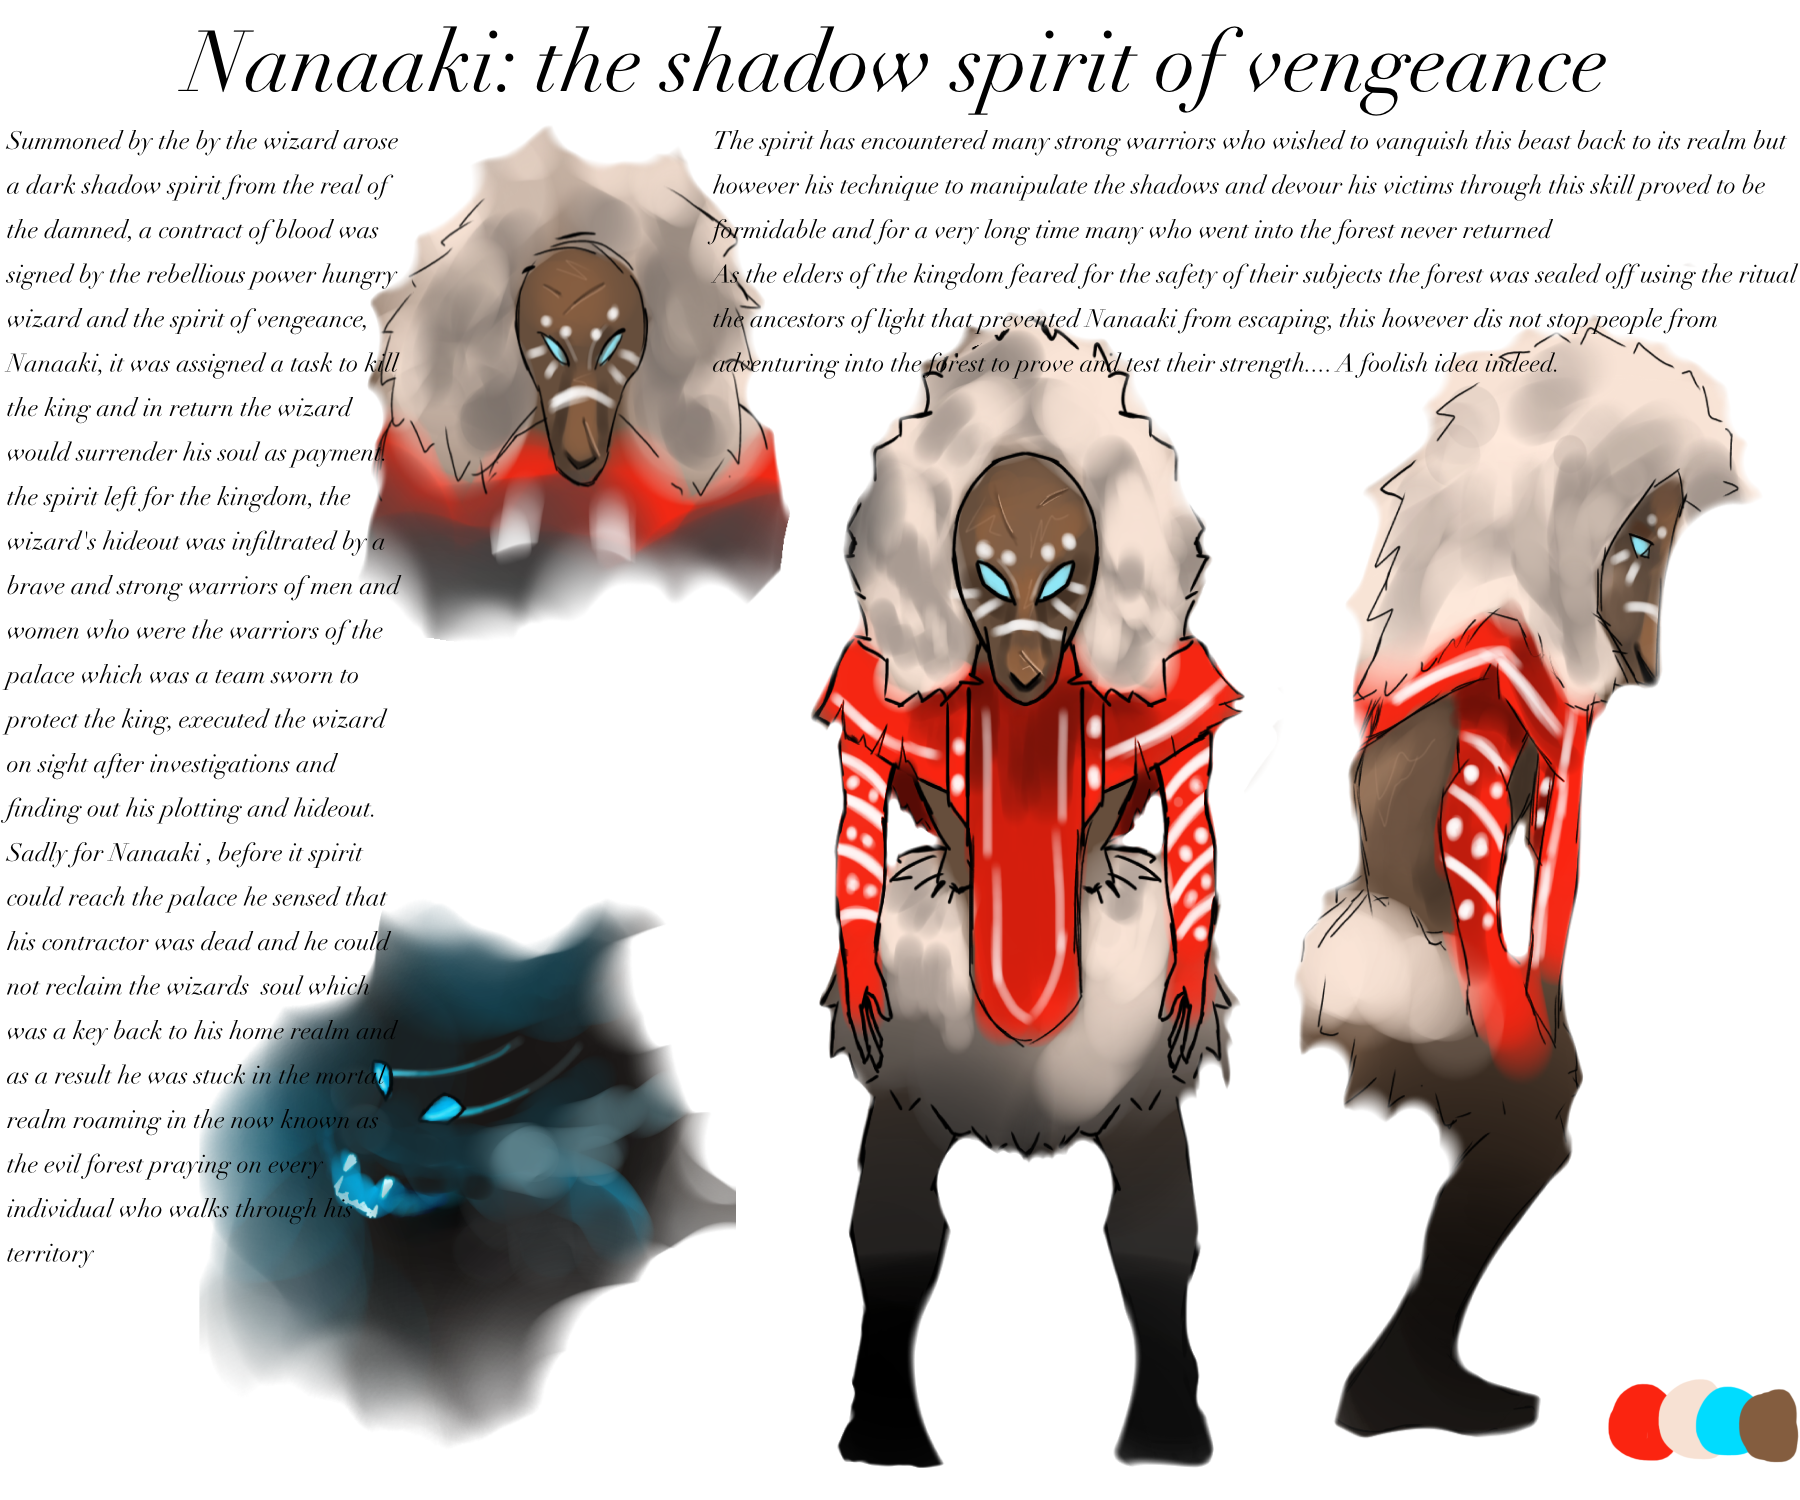 Nanaaki: the shadow spirit of vengeance
Summoned by the by the wizard arose
a dark shadow spirit from the real of
the damned, a contract of blood was
signed by the rebellious power hungry
wizard and the spirit of vengeance,
Nanaaki, it was assigned a task to kill
the king and in return the wizard
would surrender his soul as payment.
the spirit left for the kingdom, the
wizard's hideout was infiltrated by a
brave and strong warriors of men and
women who were the warriors of the
palace which was a team sworn to
protect the king, executed the wizard
on sight after investigations and
finding out his plotting and hideout.
Sadly for Nanaaki , before it spirit
could reach the palace he sensed that
his contractor was dead and he could
not reclaim the wizards  soul which
was a key back to his home realm and
as a result he was stuck in the mortal
realm roaming in the now known as
the evil forest praying on every
individual who walks through his
territory
The spirit has encountered many strong warriors who wished to vanquish this beast back to its realm but
however his technique to manipulate the shadows and devour his victims through this skill proved to be
formidable and for a very long time many who went into the forest never returned
As the elders of the kingdom feared for the safety of their subjects the forest was sealed off using the ritual
the ancestors of light that prevented Nanaaki from escaping, this however dis not stop people from
adventuring into the forest to prove and test their strength.... A foolish idea indeed.